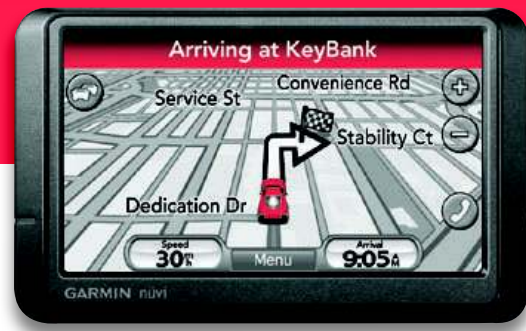 Arriving at KeyBank
Convenience Rd
Service St
Stability Ct
Dedication Dr
Speed
30
Menu
Arrival
9:05
GARMIN nüvi